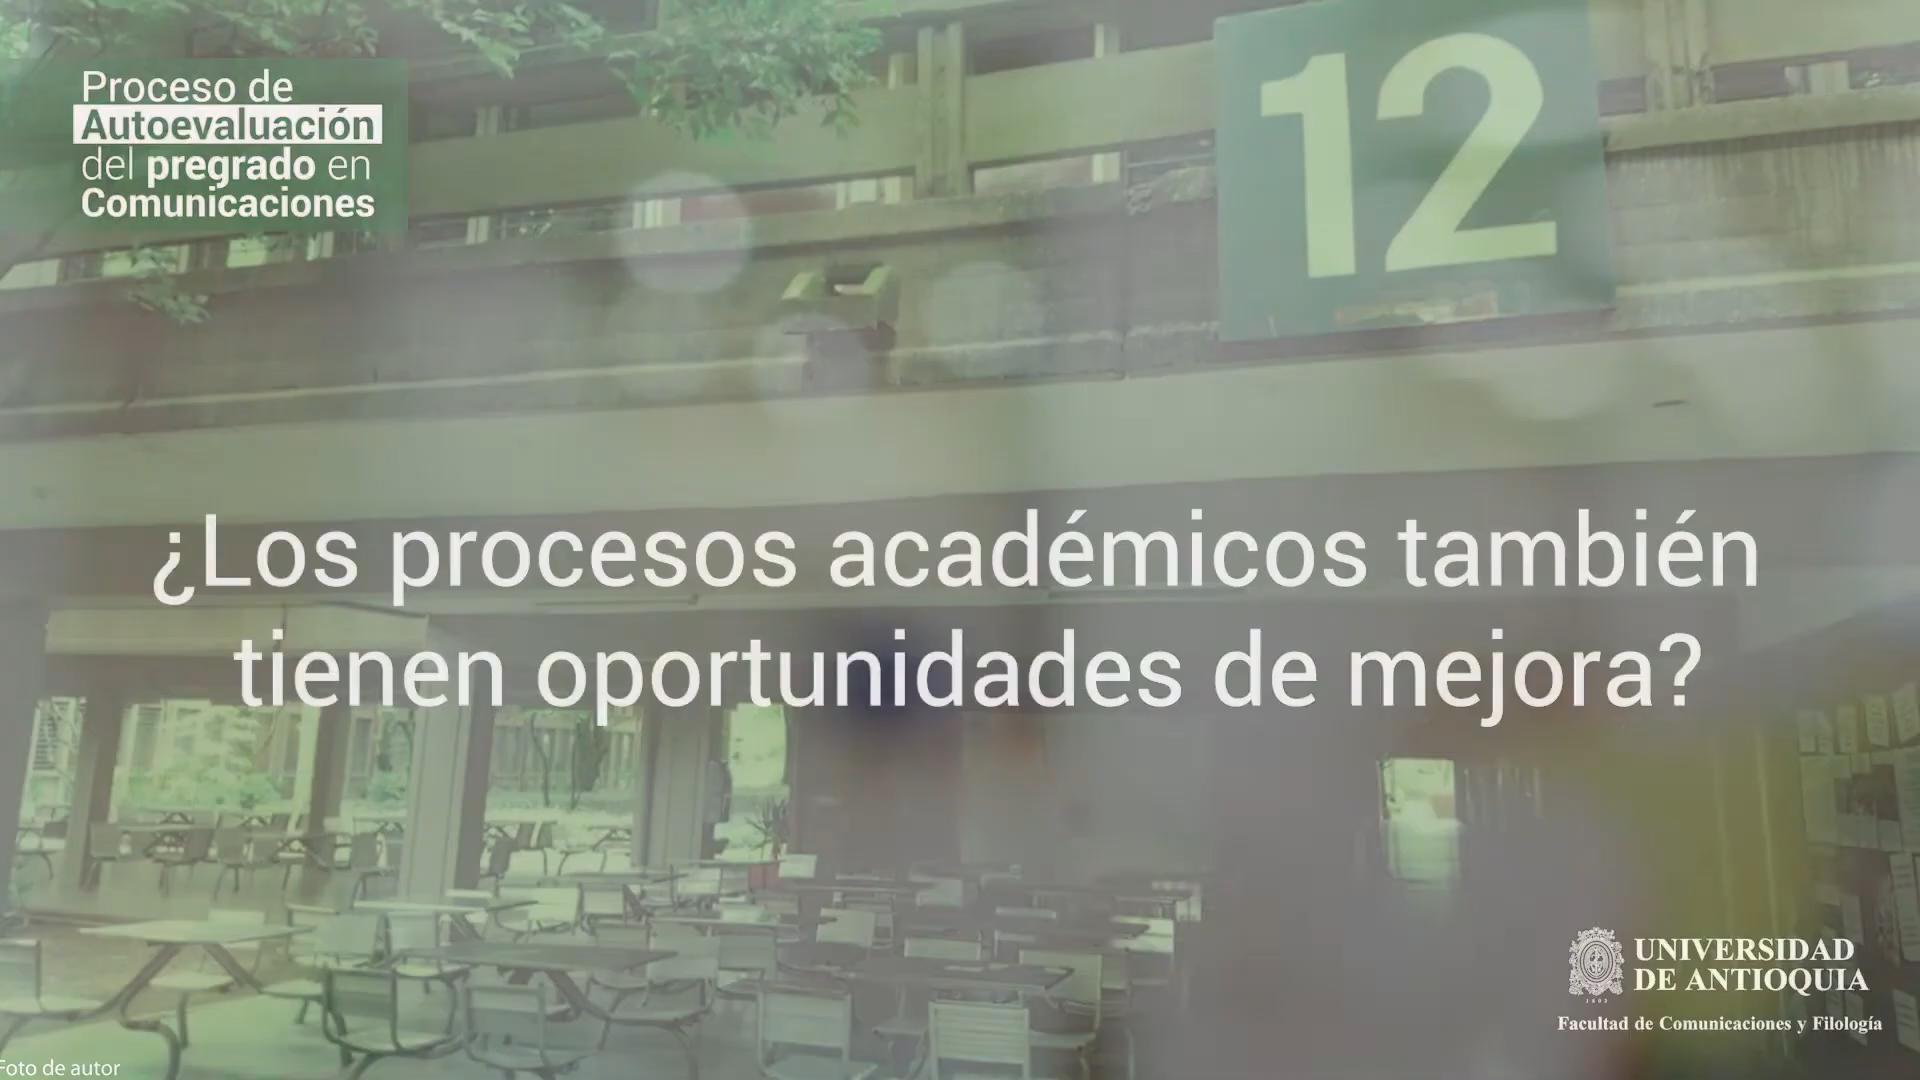 Proceso de
Autoevaluación
del pregrado en
Comunicaciones
12
¿Los procesos académicos también
tienen oportunidades de mejora?
UNIVERSIDAD
DE ANTIOQUIA
1803
Facultad de Comunicaciones y Filología
Foto de autor